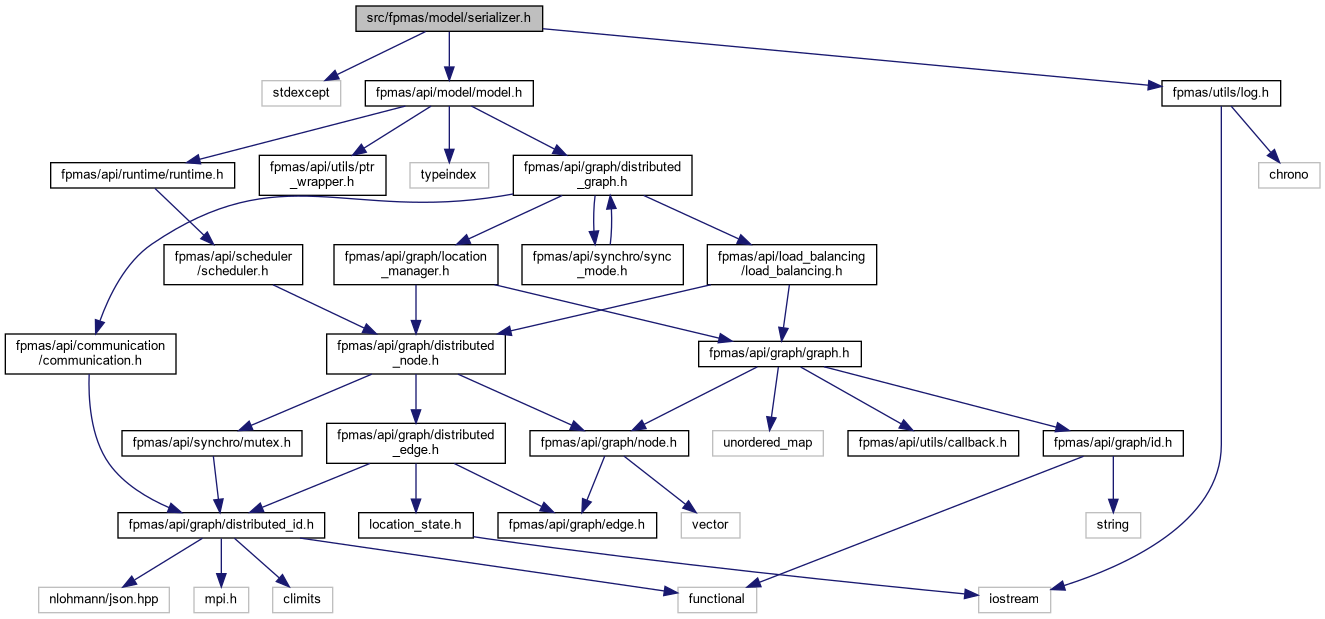 src/fpmas/model/serializer.h
stdexcept
fpmas/api/model/model.h
fpmas/utils/log.h
fpmas/api/runtime/runtime.h
fpmas/api/utils/ptr
_wrapper.h
typeindex
fpmas/api/graph/distributed
_graph.h
chrono
fpmas/api/scheduler
/scheduler.h
fpmas/api/graph/location
_manager.h
fpmas/api/synchro/sync
_mode.h
fpmas/api/load_balancing
/load_balancing.h
fpmas/api/communication
/communication.h
fpmas/api/graph/distributed
_node.h
fpmas/api/graph/graph.h
fpmas/api/synchro/mutex.h
fpmas/api/graph/distributed
_edge.h
fpmas/api/graph/node.h
unordered_map
fpmas/api/utils/callback.h
fpmas/api/graph/id.h
fpmas/api/graph/distributed_id.h
location_state.h
fpmas/api/graph/edge.h
vector
string
nlohmann/json.hpp
mpi.h
climits
functional
iostream